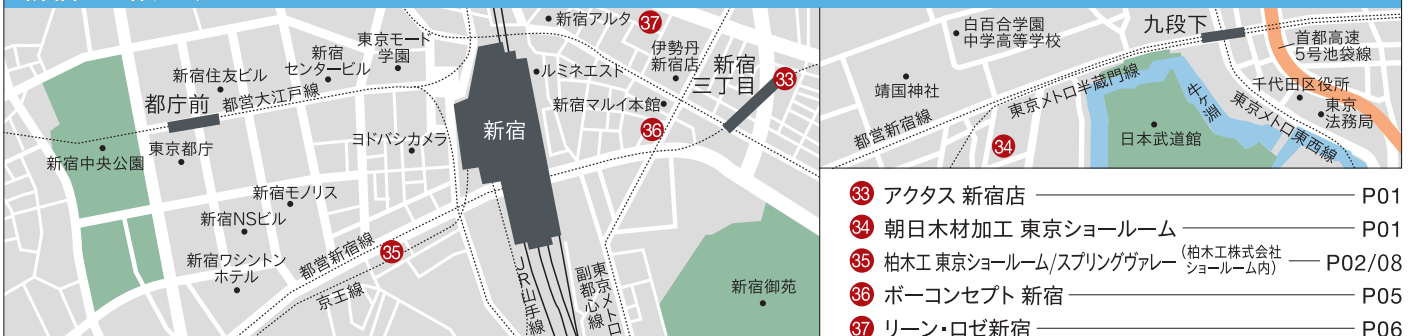 新宿アルタ
37
東京モード
学園
新宿
センタービル
伊勢丹
新宿店
新宿
三丁目
33
新宿住友ビル
ルミネエスト
都庁前
都営大江戸線
新宿マルイ本館
36
新宿
ヨドバシカメラ
新宿中央公園
東京都庁
新宿モノリス
新宿NSビル
都営新宿線
35
新宿ワシントン
ホテル
京王線
JR山手線
東京メトロ
副都心線
新宿御苑
白百合学園
中学高等学校
九段下
首都高速
5号池袋線
靖国神社
東京メトロ半蔵門線
牛ヶ淵
千代田区役所
東京
法務局
都営新宿線
34
日本武道館
東京メトロ東西線
33 アクタス 新宿店 P01
34 朝日木材加工 東京ショールーム P01
35 柏木工 東京ショールーム/スプリングヴァレー (柏木工株式会社ショールーム内) P02/08
36 ボーコンセプト 新宿 P05
37 リーン・ロゼ新宿 P06